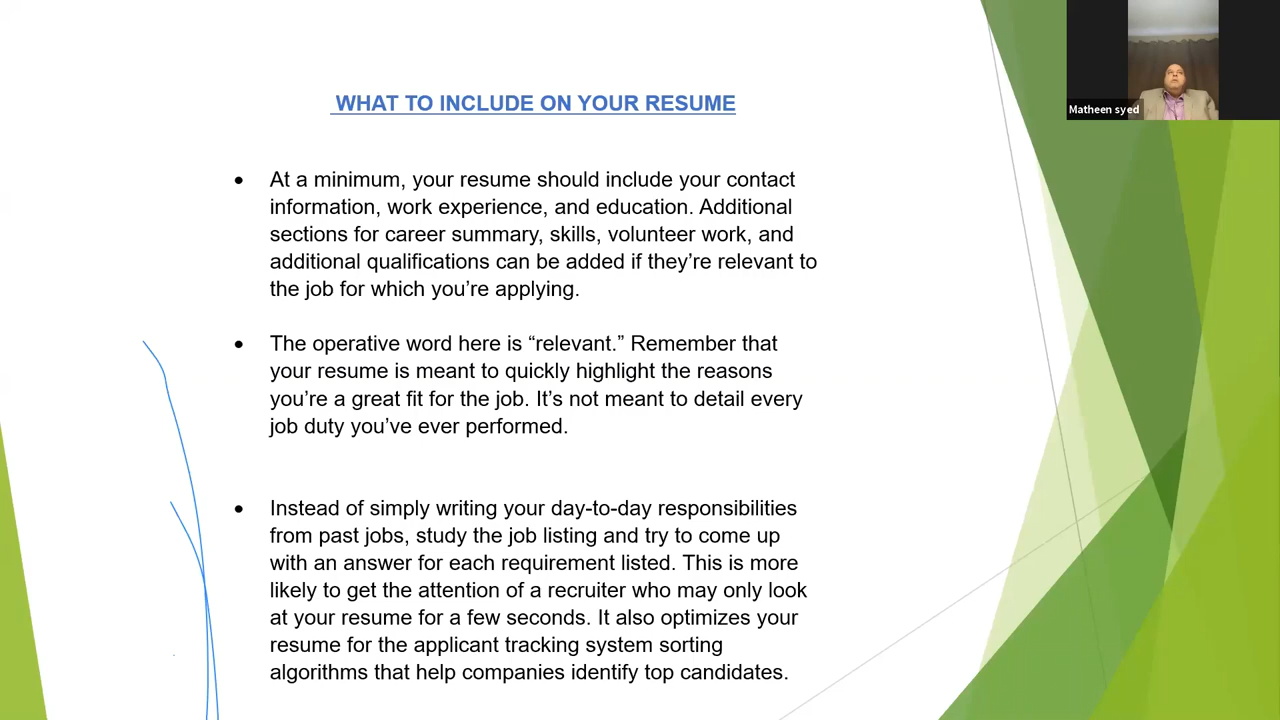 WHAT TO INCLUDE ON YOUR RESUME
Matheen syed
• At a minimum, your resume should include your contact
information, work experience, and education. Additional
sections for career summary, skills, volunteer work, and
additional qualifications can be added if they’re relevant to
the job for which you’re applying.
• The operative word here is “relevant.” Remember that
your resume is meant to quickly highlight the reasons
you’re a great fit for the job. It’s not meant to detail every
job duty you’ve ever performed.
• Instead of simply writing your day-to-day responsibilities
from past jobs, study the job listing and try to come up
with an answer for each requirement listed. This is more
likely to get the attention of a recruiter who may only look
at your resume for a few seconds. It also optimizes your
resume for the applicant tracking system sorting
algorithms that help companies identify top candidates.